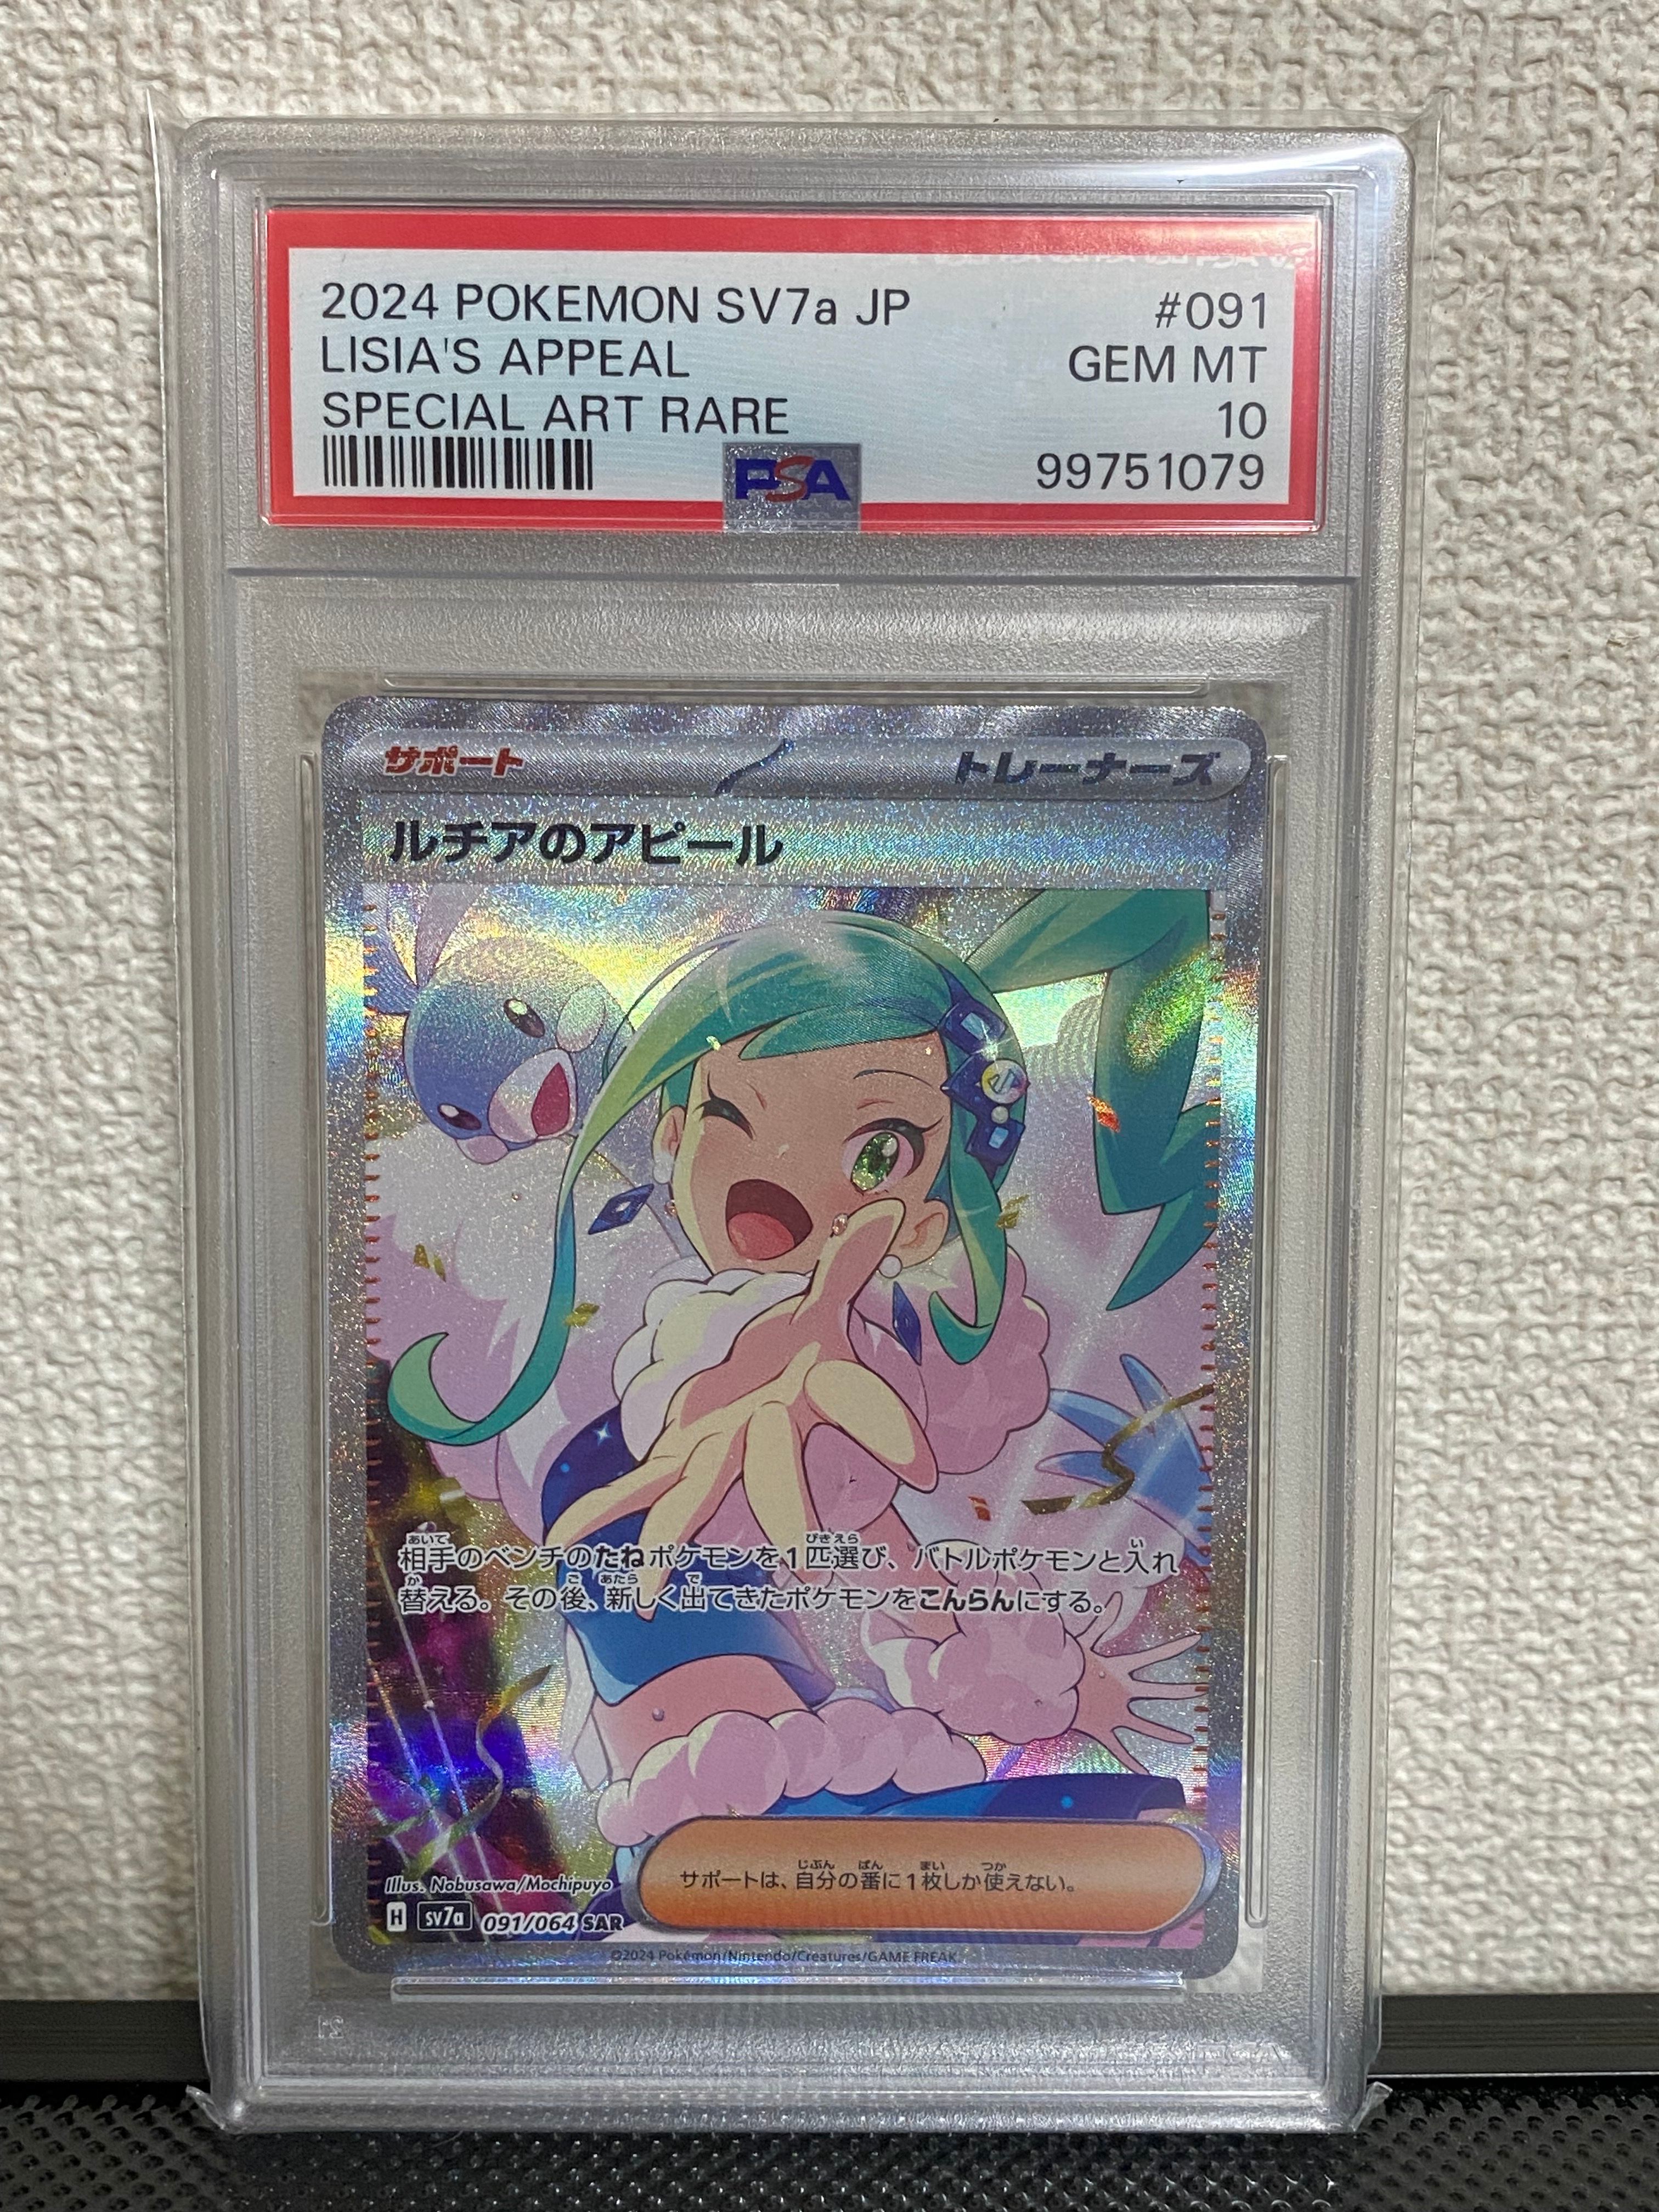 2024 POKEMON SV7a JP #091
LISIA'S APPEAL GEM MT
SPECIAL ART RARE 10
PSA 99751079
サポート トレーナーズ
ルチアのアピール
相手のベンチのたねポケモンを1匹選び、バトルポケモンと入れ
替える。その後、新しく出てきたポケモンをこんらんにする。
サポートは、自分の番に1枚しか使えない。
Illus. Nobusawa/Mochipuyo
H SV7a 091/064 SAR
©2024 Pokémon/Nintendo/Creatures/GAME FREAK